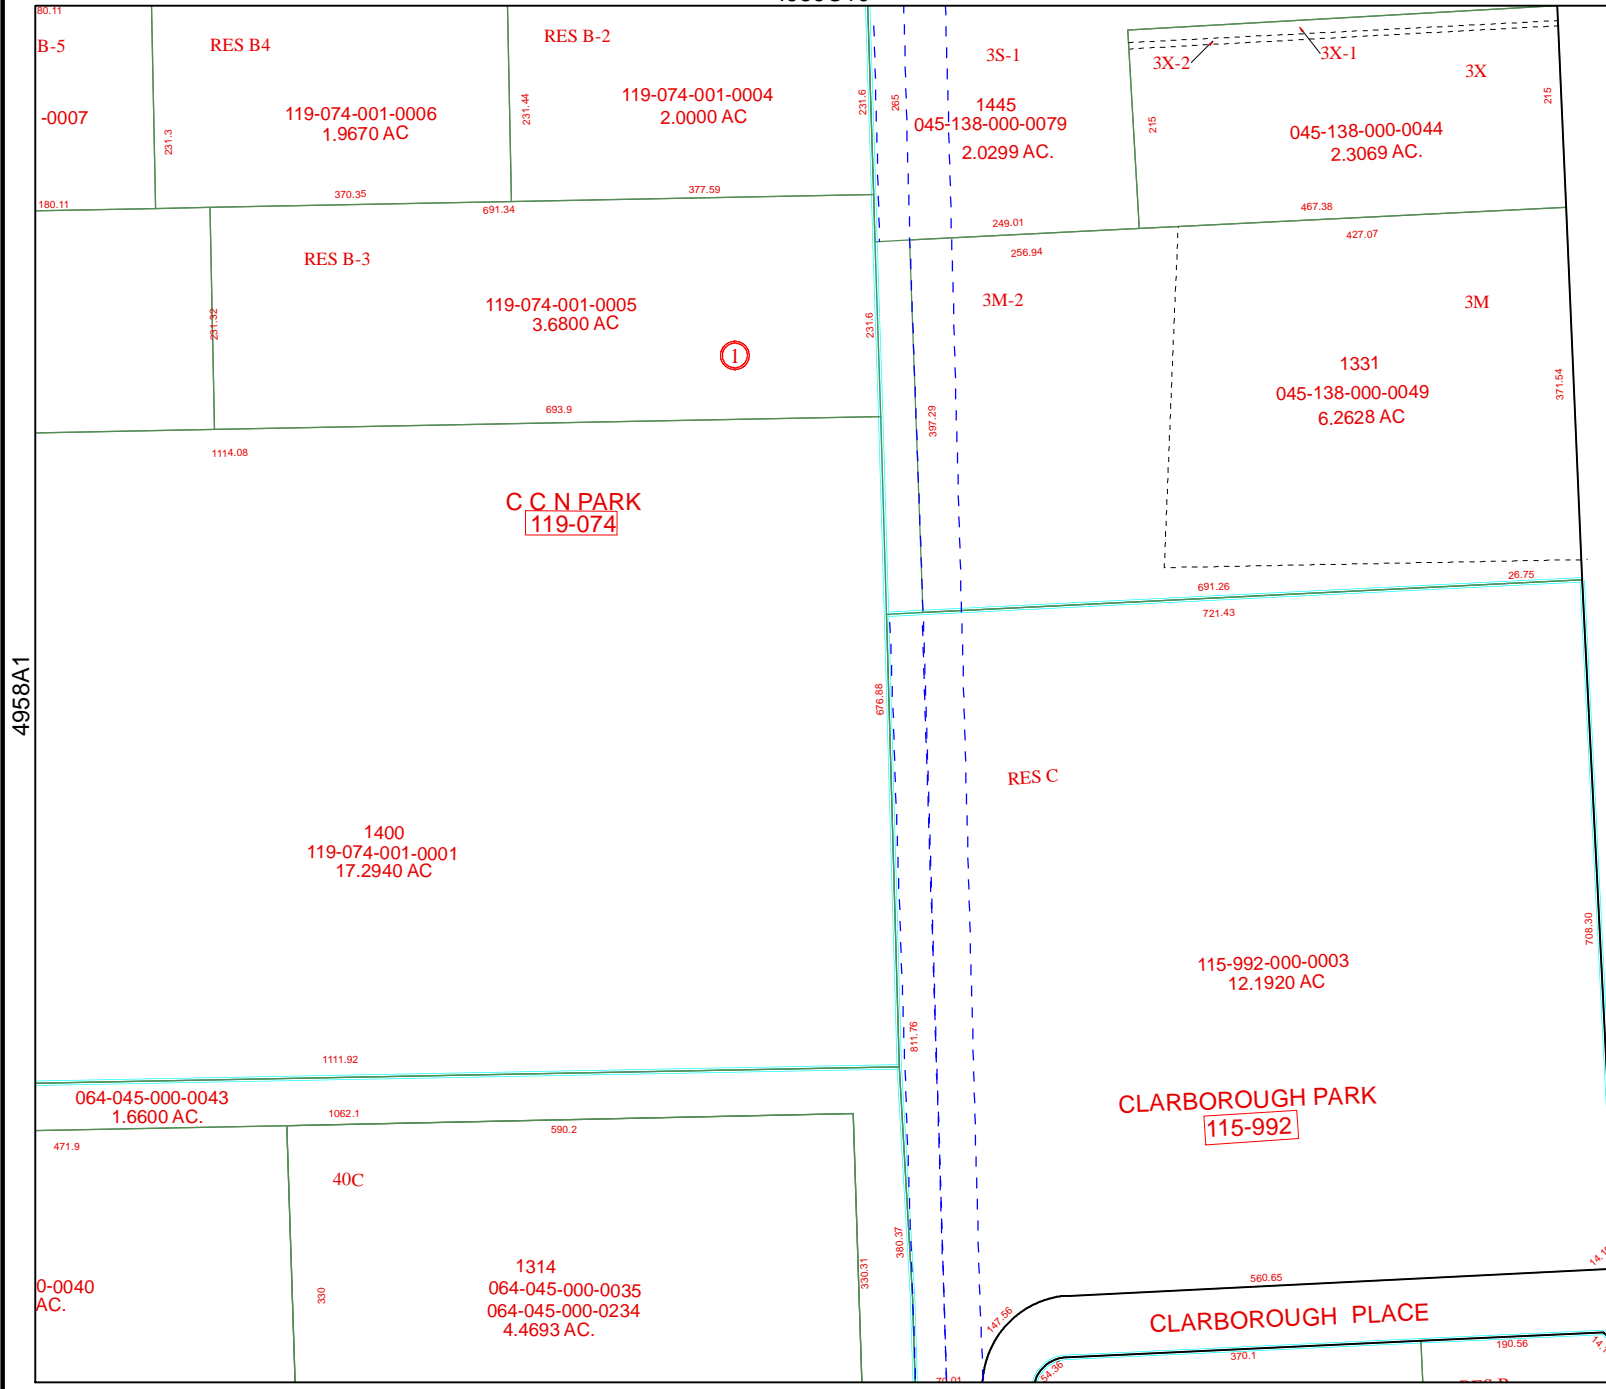 80.11
B-5
RES B4
RES B-2
3S-1
3X-2
3X-1
3X
-0007
119-074-001-0006
1.9670 AC
119-074-001-0004
2.0000 AC
1445
045-138-000-0079
2.0299 AC.
045-138-000-0044
2.3069 AC.
231.3
231.44
231.6
265
215
215
180.11
370.35
691.34
377.59
249.01
256.94
467.38
427.07
RES B-3
119-074-001-0005
3.6800 AC
1
231.32
231.6
3M-2
3M
1331
045-138-000-0049
6.2628 AC
397.29
371.54
693.9
1114.08
C C N PARK
119-074
691.26
26.75
721.43
4958A1
676.88
RES C
1400
119-074-001-0001
17.2940 AC
708.30
115-992-000-0003
12.1920 AC
811.76
1111.92
064-045-000-0043
1.6600 AC.
1062.1
590.2
471.9
CLARBOROUGH PARK
115-992
40C
380.37
330.31
330
1314
064-045-000-0035
064-045-000-0234
4.4693 AC.
0-0040
AC.
560.65
147.56
CLARBOROUGH PLACE
54.36
370.1
190.56